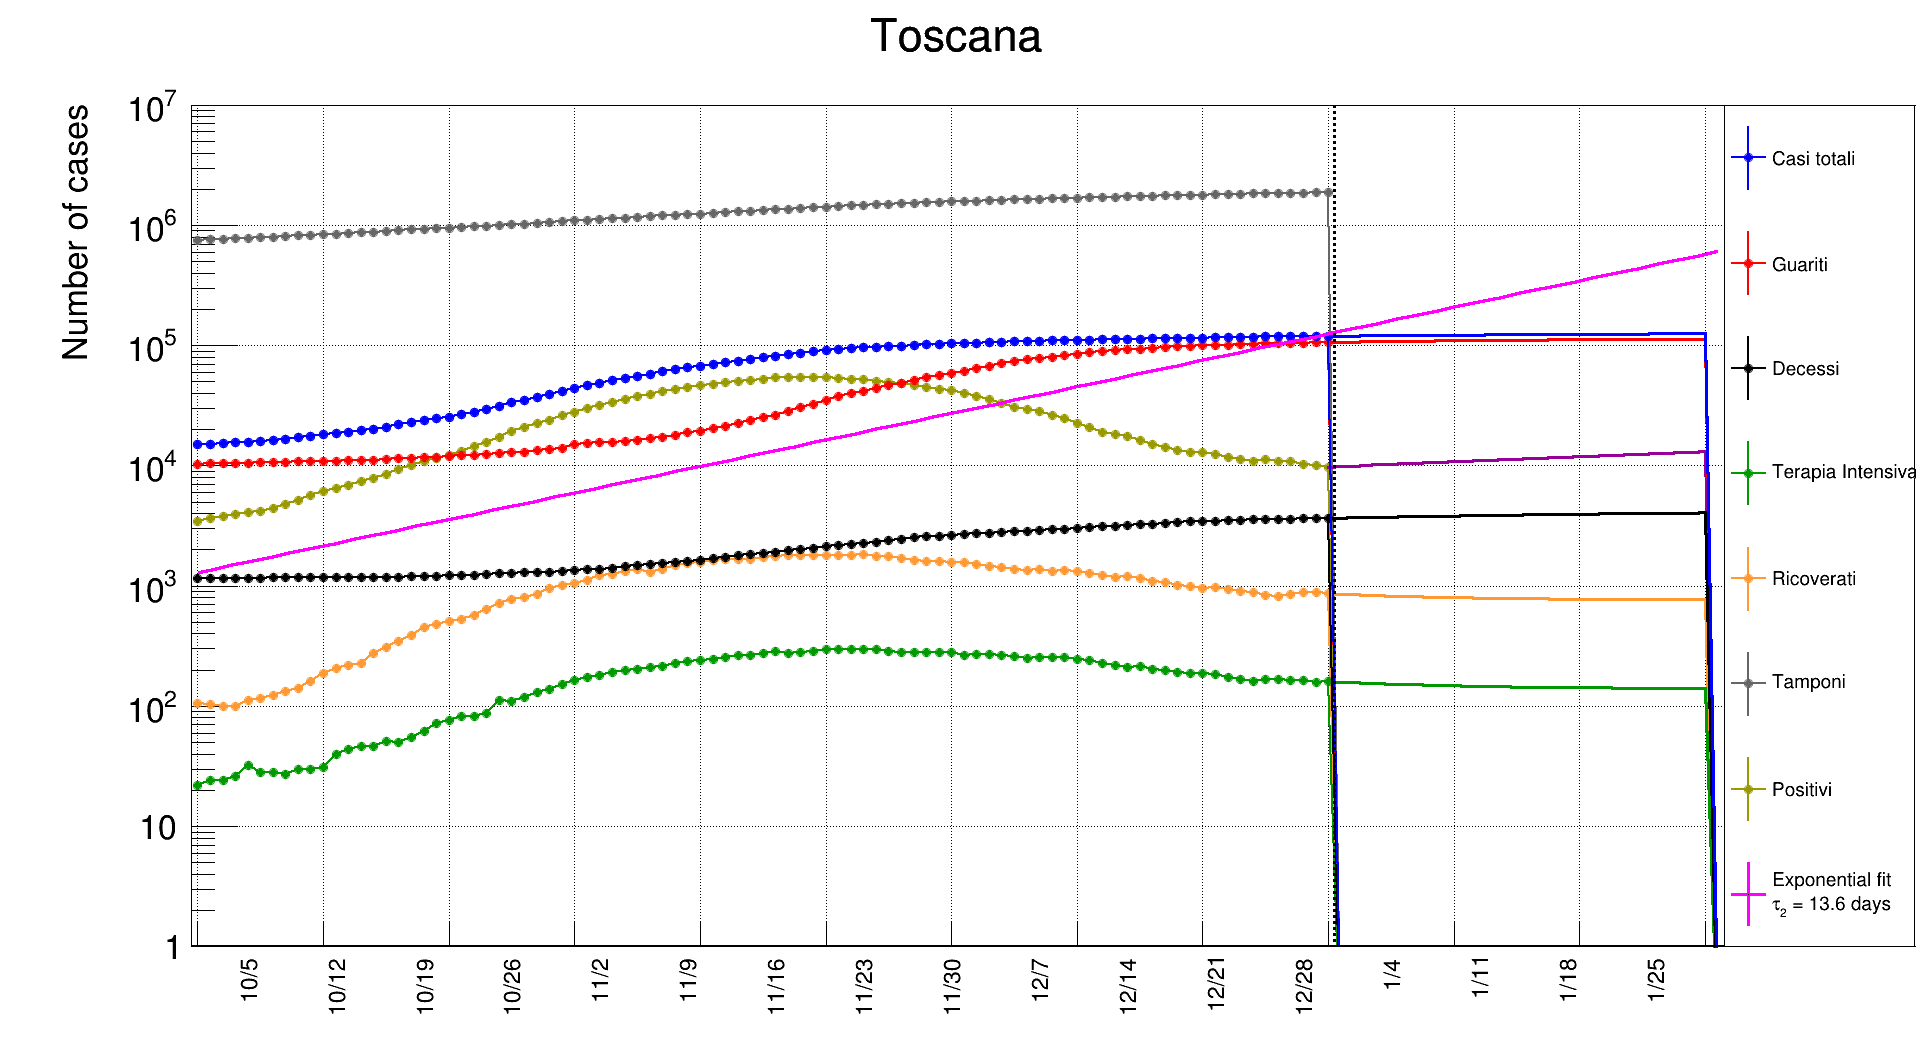 Toscana
Number of cases
10^7
10^6
10^5
10^4
10^3
10^2
10
1
10/5
10/12
10/19
10/26
11/2
11/9
11/16
11/23
11/30
12/7
12/14
12/21
12/28
1/4
1/11
1/18
1/25
Casi totali
Guariti
Decessi
Terapia Intensiva
Ricoverati
Tamponi
Positivi
Exponential fit
τ₂ = 13.6 days